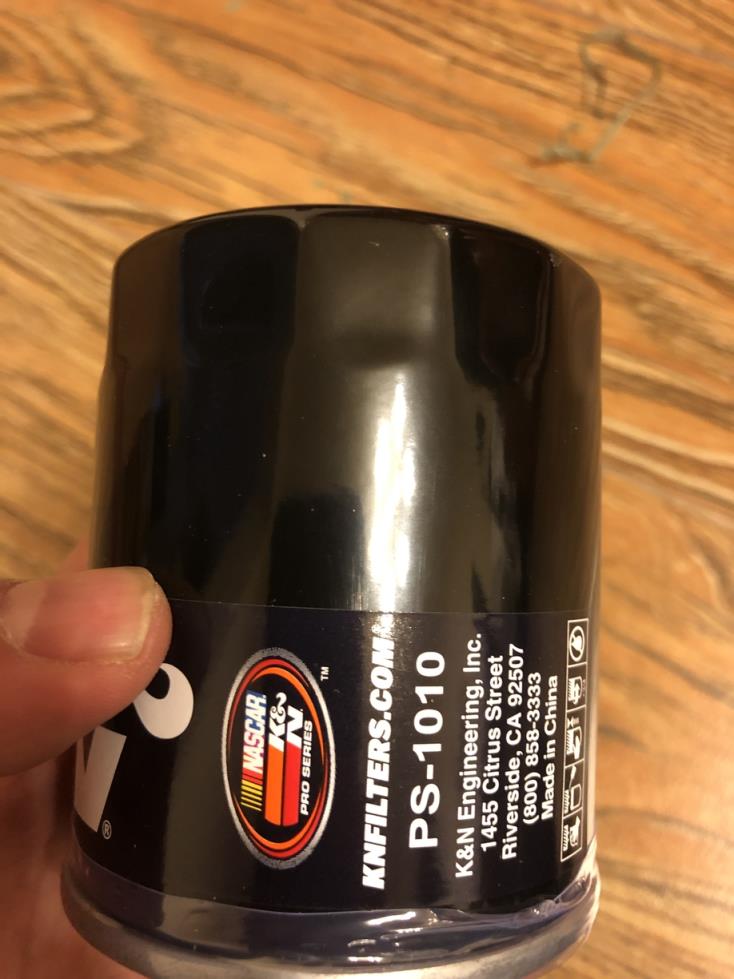 ®
NASCAR
K&N
PRO SERIES
TM
KNFILTERS.COM
PS-1010
K&N Engineering, Inc.
1455 Citrus Street
Riverside, CA 92507
(800) 858-3333
Made in China